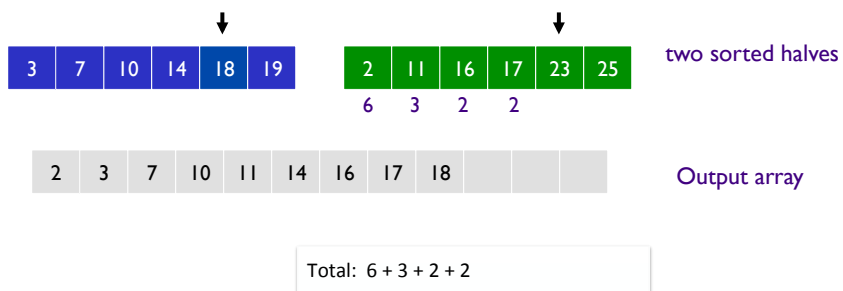 3 7 10 14 18 19 2 11 16 17 23 25 two sorted halves
6 3 2 2
2 3 7 10 11 14 16 17 18 Output array
Total: 6 + 3 + 2 + 2